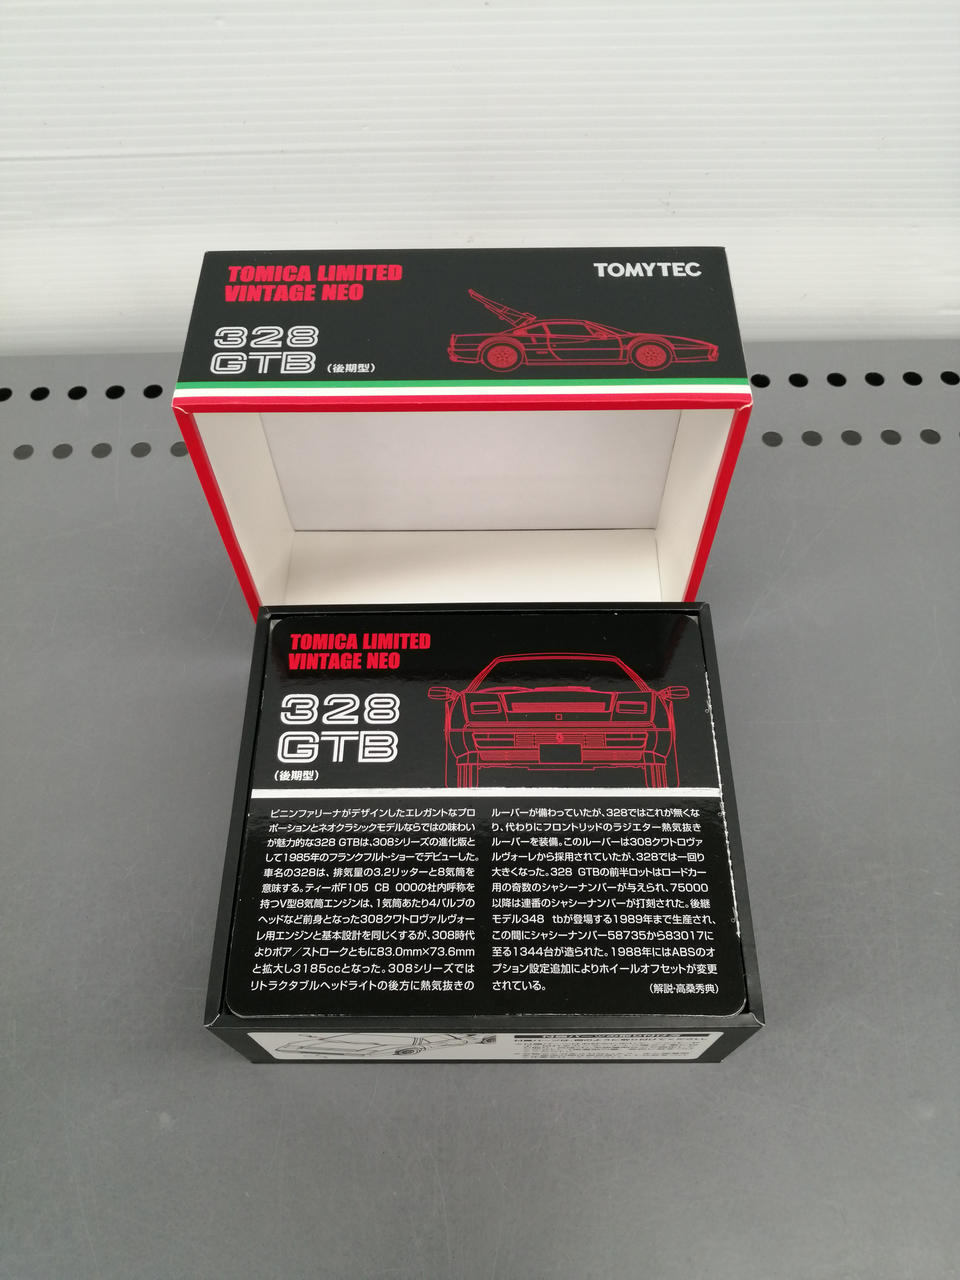 TOMICA LIMITED
VINTAGE NEO
TOMYTEC
328
GTB (後期型)
TOMICA LIMITED
VINTAGE NEO
328
GTB
(後期型)
ピニンファリーナがデザインしたエレガントなプロ
ポーションとネオクラシックモデルならではの味わい
が魅力的な328 GTBは、308シリーズの進化版と
して1985年のフランクフルト・ショーでデビューした。
車名の328は、排気量の3.2リッターと8気筒を
意味する。ティーポF105 CB 000の社内呼称を
持つV型8気筒エンジンは、1気筒あたり4バルブの
ヘッドなど前身となった308クワトロヴァルヴォー
レ用エンジンと基本設計を同じくするが、308時代
よりボア／ストロークともに83.0mm×73.6mm
と拡大し3185ccとなった。308シリーズでは
リトラクタブルヘッドライトの後方に熱気抜きの
ルーバーが備わっていたが、328ではこれが無くな
り、代わりにフロントリッドのラジエター熱気抜き
ルーバーを装備。このルーバーは308クワトロヴァ
ルヴォーレから採用されていたが、328では一回り
大きくなった。328 GTBの前半ロットはロードカー
用の奇数のシャシーナンバーが与えられ、75000
以降は連番のシャシーナンバーが打刻された。後継
モデル348 tbが登場する1989年まで生産され、
この間にシャシーナンバー58735から83017に
至る1344台が造られた。1988年にはABSのオ
プション設定追加によりホイールオフセットが変更
されている。
(解説・高桑秀典)